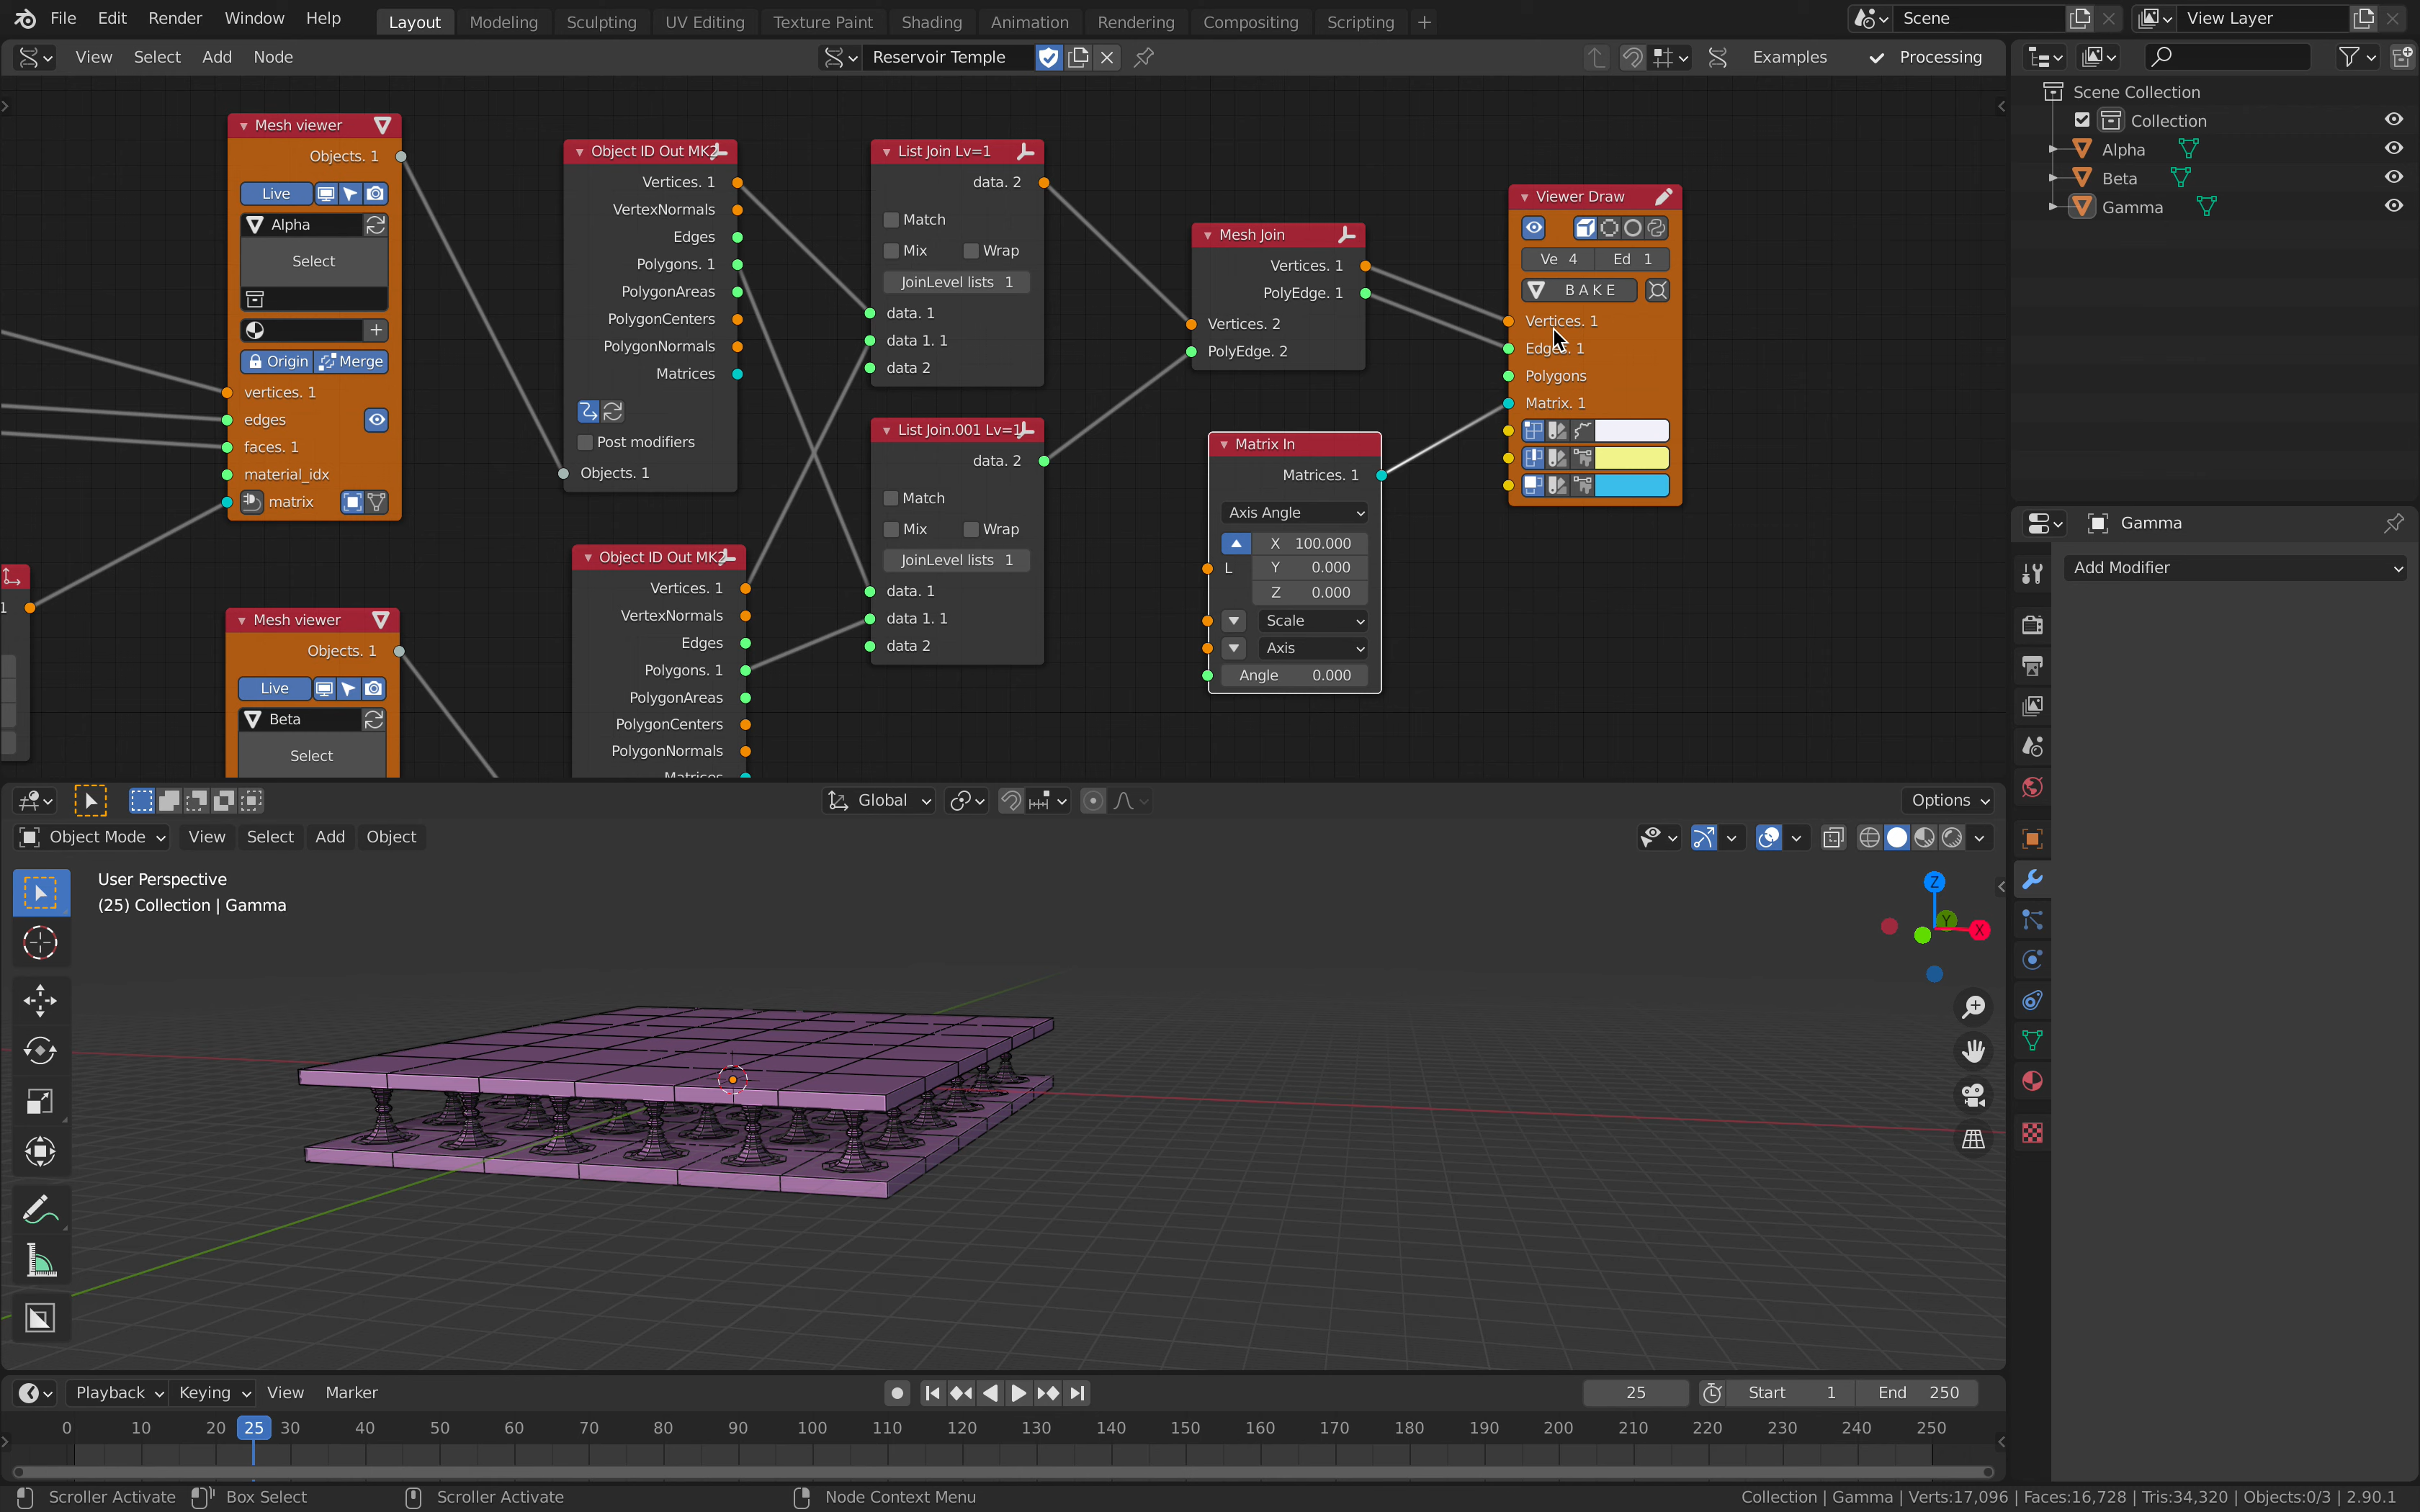 File Edit Render Window Help Layout Modeling Sculpting UV Editing Texture Paint Shading Animation Rendering Compositing Scripting + Scene View Layer
View Select Add Node Reservoir Temple Examples Processing
Scene Collection
Collection
Alpha
Beta
Gamma
Mesh viewer
Objects. 1
Live
Alpha
Select
Origin Merge
vertices. 1
edges
faces. 1
material_idx
matrix
1
Mesh viewer
Objects. 1
Live
Beta
Select
Object ID Out MK2
Vertices. 1
VertexNormals
Edges
Polygons. 1
PolygonAreas
PolygonCenters
PolygonNormals
Matrices
Post modifiers
Objects. 1
Object ID Out MK2
Vertices. 1
VertexNormals
Edges
Polygons. 1
PolygonAreas
PolygonCenters
PolygonNormals
Matrices
List Join Lv=1
data. 2
Match
Mix Wrap
JoinLevel lists 1
data. 1
data 1. 1
data 2
List Join.001 Lv=1
data. 2
Match
Mix Wrap
JoinLevel lists 1
data. 1
data 1. 1
data 2
Mesh Join
Vertices. 1
PolyEdge. 1
Vertices. 2
PolyEdge. 2
Matrix In
Matrices. 1
Axis Angle
X 100.000
L Y 0.000
Z 0.000
Scale
Axis
Angle 0.000
Viewer Draw
Ve 4 Ed 1
BAKE
Vertices. 1
Edges. 1
Polygons
Matrix. 1
Gamma
Add Modifier
Global Options
Object Mode View Select Add Object
User Perspective
(25) Collection | Gamma
Z
Y
X
Playback Keying View Marker 25 Start 1 End 250
0 10 20 25 30 40 50 60 70 80 90 100 110 120 130 140 150 160 170 180 190 200 210 220 230 240 250
Scroller Activate Box Select Scroller Activate Node Context Menu Collection | Gamma | Verts:17,096 | Faces:16,728 | Tris:34,320 | Objects:0/3 | 2.90.1